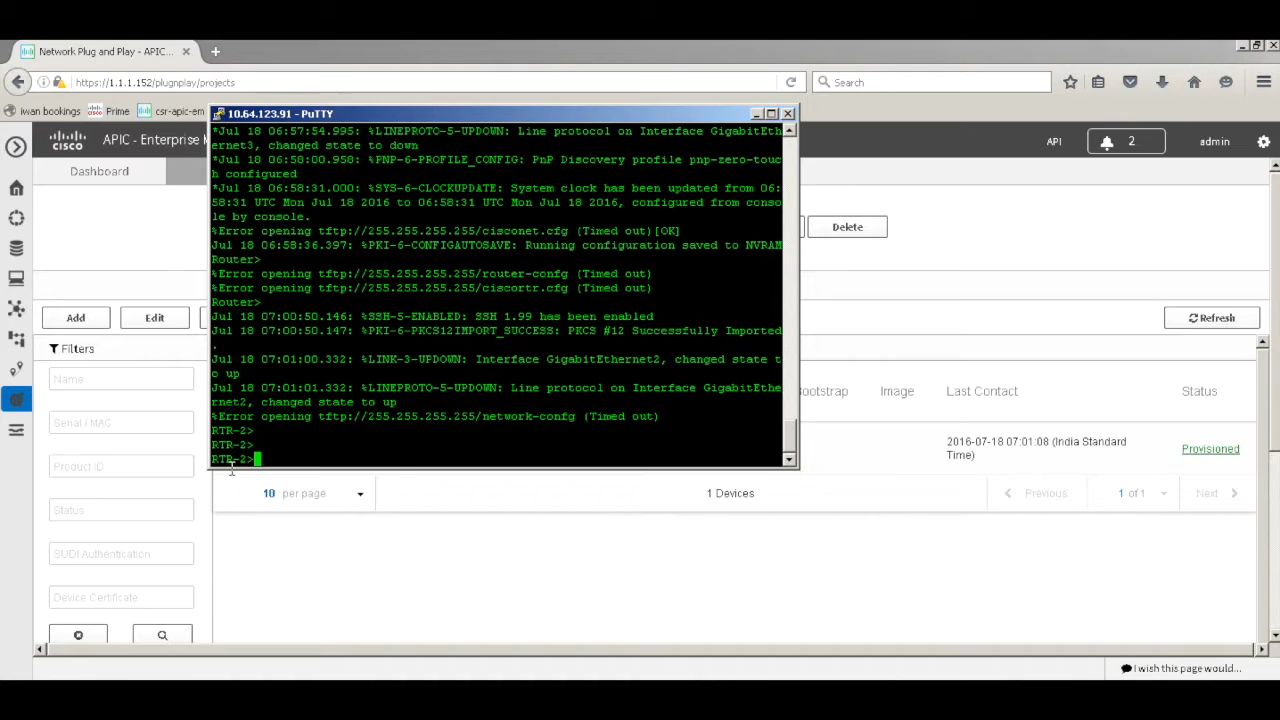 Network Plug and Play - APIC...
https://1.1.1.152/plugnplay/projects
Search
iwan bookings
Prime
csr-apic-em
CISCO
APIC - Enterprise M
API
2
admin
Dashboard
Delete
Add
Edit
Refresh
Filters
Name
Serial / MAC
Product ID
Status
SUDI Authentication
Device Certificate
10.64.123.91 - PuTTY
*Jul 18 06:57:54.995: %LINEPROTO-5-UPDOWN: Line protocol on Interface GigabitEth
ernet3, changed state to down
*Jul 18 06:58:00.958: %PNP-6-PROFILE_CONFIG: PnP Discovery profile pnp-zero-touc
h configured
*Jul 18 06:58:31.000: %SYS-6-CLOCKUPDATE: System clock has been updated from 06:
58:31 UTC Mon Jul 18 2016 to 06:58:31 UTC Mon Jul 18 2016, configured from conso
le by console.
%Error opening tftp://255.255.255.255/cisconet.cfg (Timed out)[OK]
Jul 18 06:58:36.397: %PKI-6-CONFIGAUTOSAVE: Running configuration saved to NVRAM
Router>
%Error opening tftp://255.255.255.255/router-confg (Timed out)
%Error opening tftp://255.255.255.255/ciscortr.cfg (Timed out)
Router>
Jul 18 07:00:50.146: %SSH-5-ENABLED: SSH 1.99 has been enabled
Jul 18 07:00:50.147: %PKI-6-PKCS12IMPORT_SUCCESS: PKCS #12 Successfully Imported
.
Jul 18 07:01:00.332: %LINK-3-UPDOWN: Interface GigabitEthernet2, changed state t
o up
Jul 18 07:01:01.332: %LINEPROTO-5-UPDOWN: Line protocol on Interface GigabitEthe
rnet2, changed state to up
%Error opening tftp://255.255.255.255/network-confg (Timed out)
RTR-2>
RTR-2>
RTR-2>
Bootstrap
Image
Last Contact
Status
2016-07-18 07:01:08 (India Standard
Time)
Provisioned
10 per page
1 Devices
Previous
1 of 1
Next
I wish this page would...